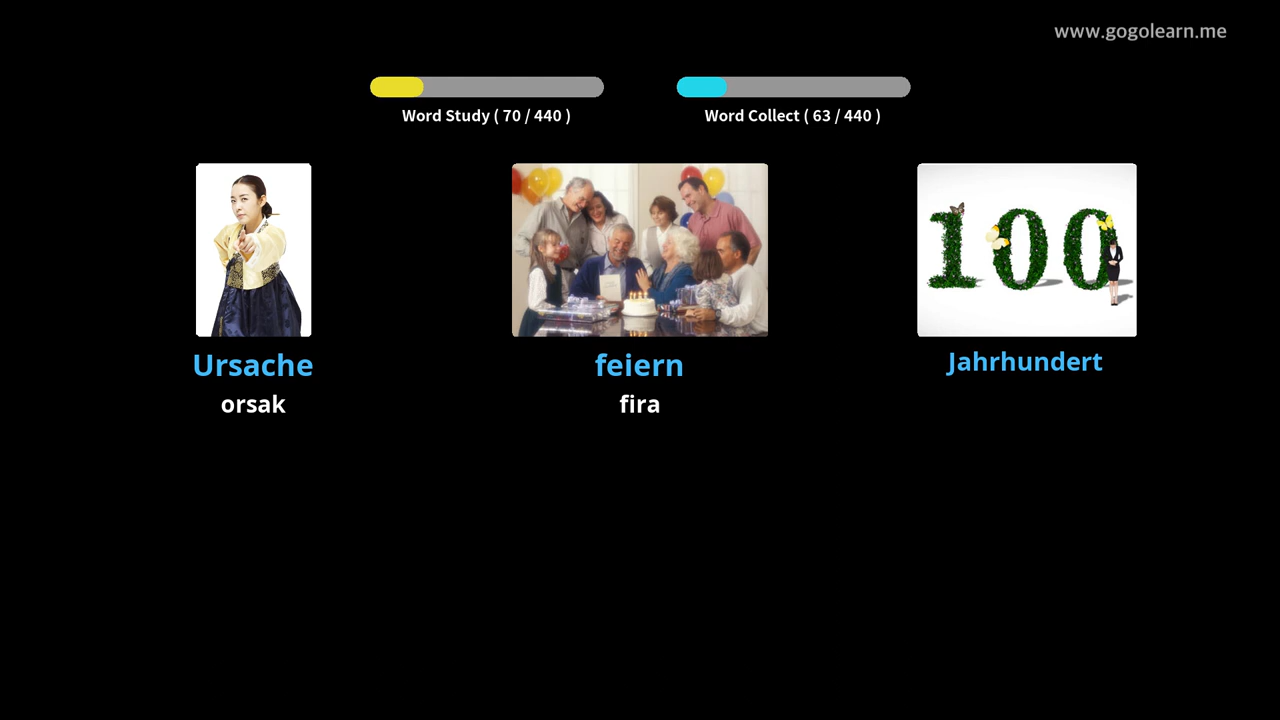 www.gogolearn.me
Word Study ( 70 / 440 )
Word Collect ( 63 / 440 )
100
Ursache
orsak
feiern
fira
Jahrhundert